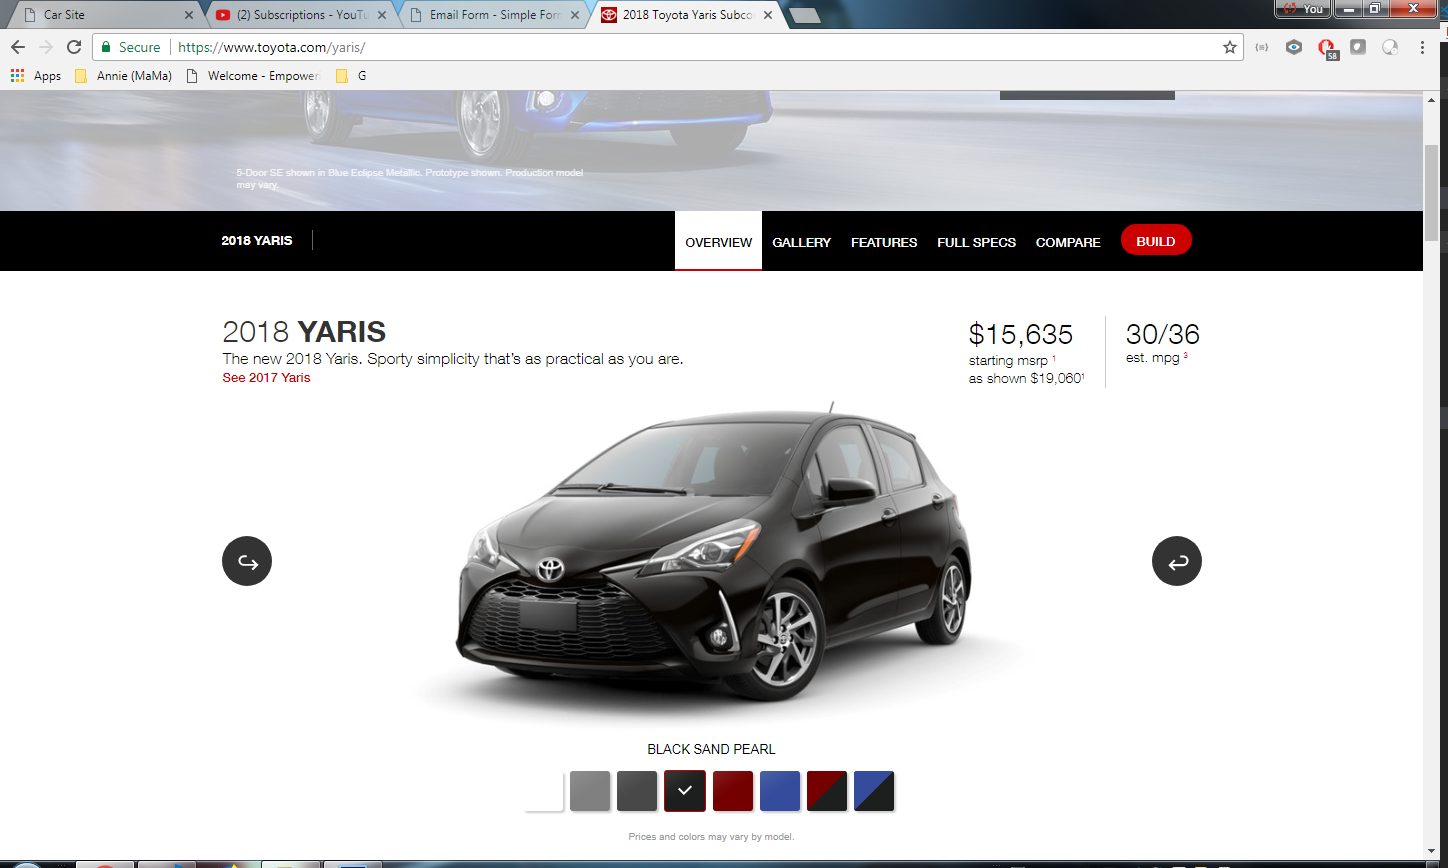 Car Site
(2) Subscriptions - YouTu
Email Form - Simple Form
2018 Toyota Yaris Subco
You
Secure
https://www.toyota.com/yaris/
58
Apps
Annie (MaMa)
Welcome - Empower
G
5-Door SE shown in Blue Eclipse Metallic. Prototype shown. Production model
may vary.
2018 YARIS
OVERVIEW
GALLERY
FEATURES
FULL SPECS
COMPARE
BUILD
2018 YARIS
The new 2018 Yaris. Sporty simplicity that's as practical as you are.
See 2017 Yaris
$15,635
starting msrp 1
as shown $19,060 1
30/36
est. mpg 3
BLACK SAND PEARL
Prices and colors may vary by model.